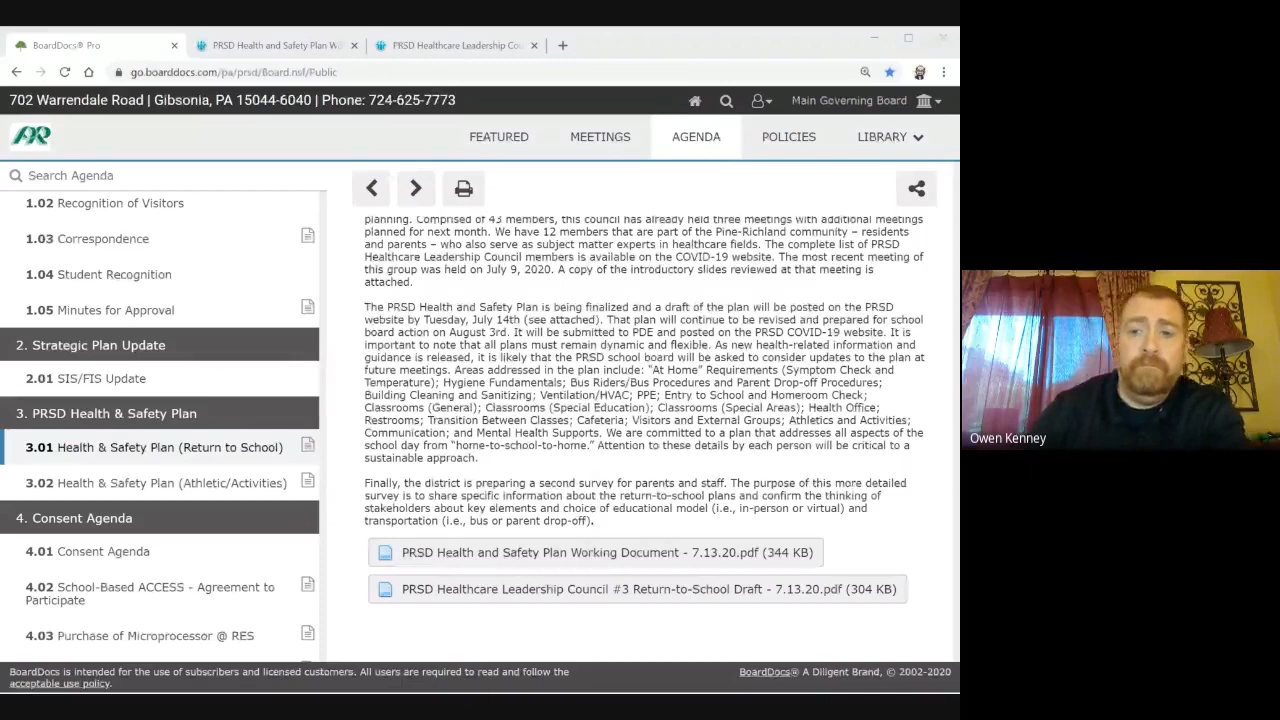 BoardDocs® Pro
PRSD Health and Safety Plan W
PRSD Healthcare Leadership Cou
go.boarddocs.com/pa/prsd/Board.nsf/Public
702 Warrendale Road | Gibsonia, PA 15044-6040 | Phone: 724-625-7773
Main Governing Board
PR
FEATURED
MEETINGS
AGENDA
POLICIES
LIBRARY
Search Agenda
1.02 Recognition of Visitors
1.03 Correspondence
1.04 Student Recognition
1.05 Minutes for Approval
2. Strategic Plan Update
2.01 SIS/FIS Update
3. PRSD Health & Safety Plan
3.01 Health & Safety Plan (Return to School)
3.02 Health & Safety Plan (Athletic/Activities)
4. Consent Agenda
4.01 Consent Agenda
4.02 School-Based ACCESS - Agreement to
Participate
4.03 Purchase of Microprocessor @ RES
planning. Comprised of 43 members, this council has already held three meetings with additional meetings
planned for next month. We have 12 members that are part of the Pine-Richland community – residents
and parents – who also serve as subject matter experts in healthcare fields. The complete list of PRSD
Healthcare Leadership Council members is available on the COVID-19 website. The most recent meeting of
this group was held on July 9, 2020. A copy of the introductory slides reviewed at that meeting is
attached.
The PRSD Health and Safety Plan is being finalized and a draft of the plan will be posted on the PRSD
website by Tuesday, July 14th (see attached). That plan will continue to be revised and prepared for school
board action on August 3rd. It will be submitted to PDE and posted on the PRSD COVID-19 website. It is
important to note that all plans must remain dynamic and flexible. As new health-related information and
guidance is released, it is likely that the PRSD school board will be asked to consider updates to the plan at
future meetings. Areas addressed in the plan include: “At Home” Requirements (Symptom Check and
Temperature); Hygiene Fundamentals; Bus Riders/Bus Procedures and Parent Drop-off Procedures;
Building Cleaning and Sanitizing; Ventilation/HVAC; PPE; Entry to School and Homeroom Check;
Classrooms (General); Classrooms (Special Education); Classrooms (Special Areas); Health Office;
Restrooms; Transition Between Classes; Cafeteria; Visitors and External Groups; Athletics and Activities;
Communication; and Mental Health Supports. We are committed to a plan that addresses all aspects of the
school day from “home-to-school-to-home.” Attention to these details by each person will be critical to a
sustainable approach.
Finally, the district is preparing a second survey for parents and staff. The purpose of this more detailed
survey is to share specific information about the return-to-school plans and confirm the thinking of
stakeholders about key elements and choice of educational model (i.e., in-person or virtual) and
transportation (i.e., bus or parent drop-off).
PRSD Health and Safety Plan Working Document - 7.13.20.pdf (344 KB)
PRSD Healthcare Leadership Council #3 Return-to-School Draft - 7.13.20.pdf (304 KB)
BoardDocs is intended for the use of subscribers and licensed customers. All users are required to read and follow the
acceptable use policy.
BoardDocs® A Diligent Brand, © 2002-2020
Owen Kenney